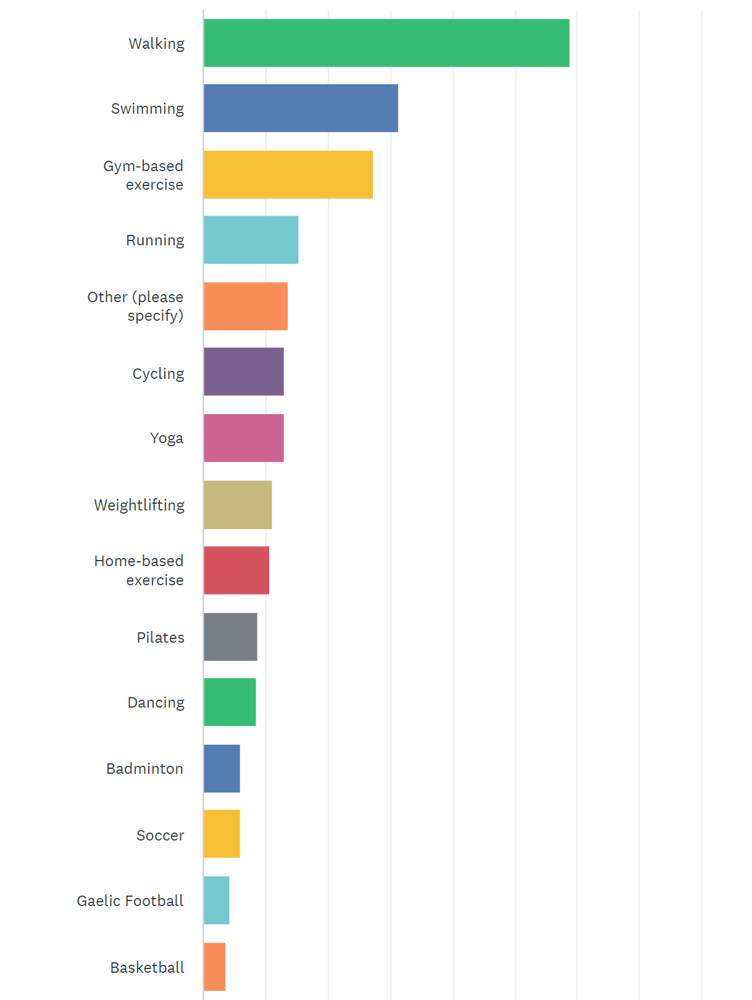 Walking
Swimming
Gym-based
exercise
Running
Other (please
specify)
Cycling
Yoga
Weightlifting
Home-based
exercise
Pilates
Dancing
Badminton
Soccer
Gaelic Football
Basketball